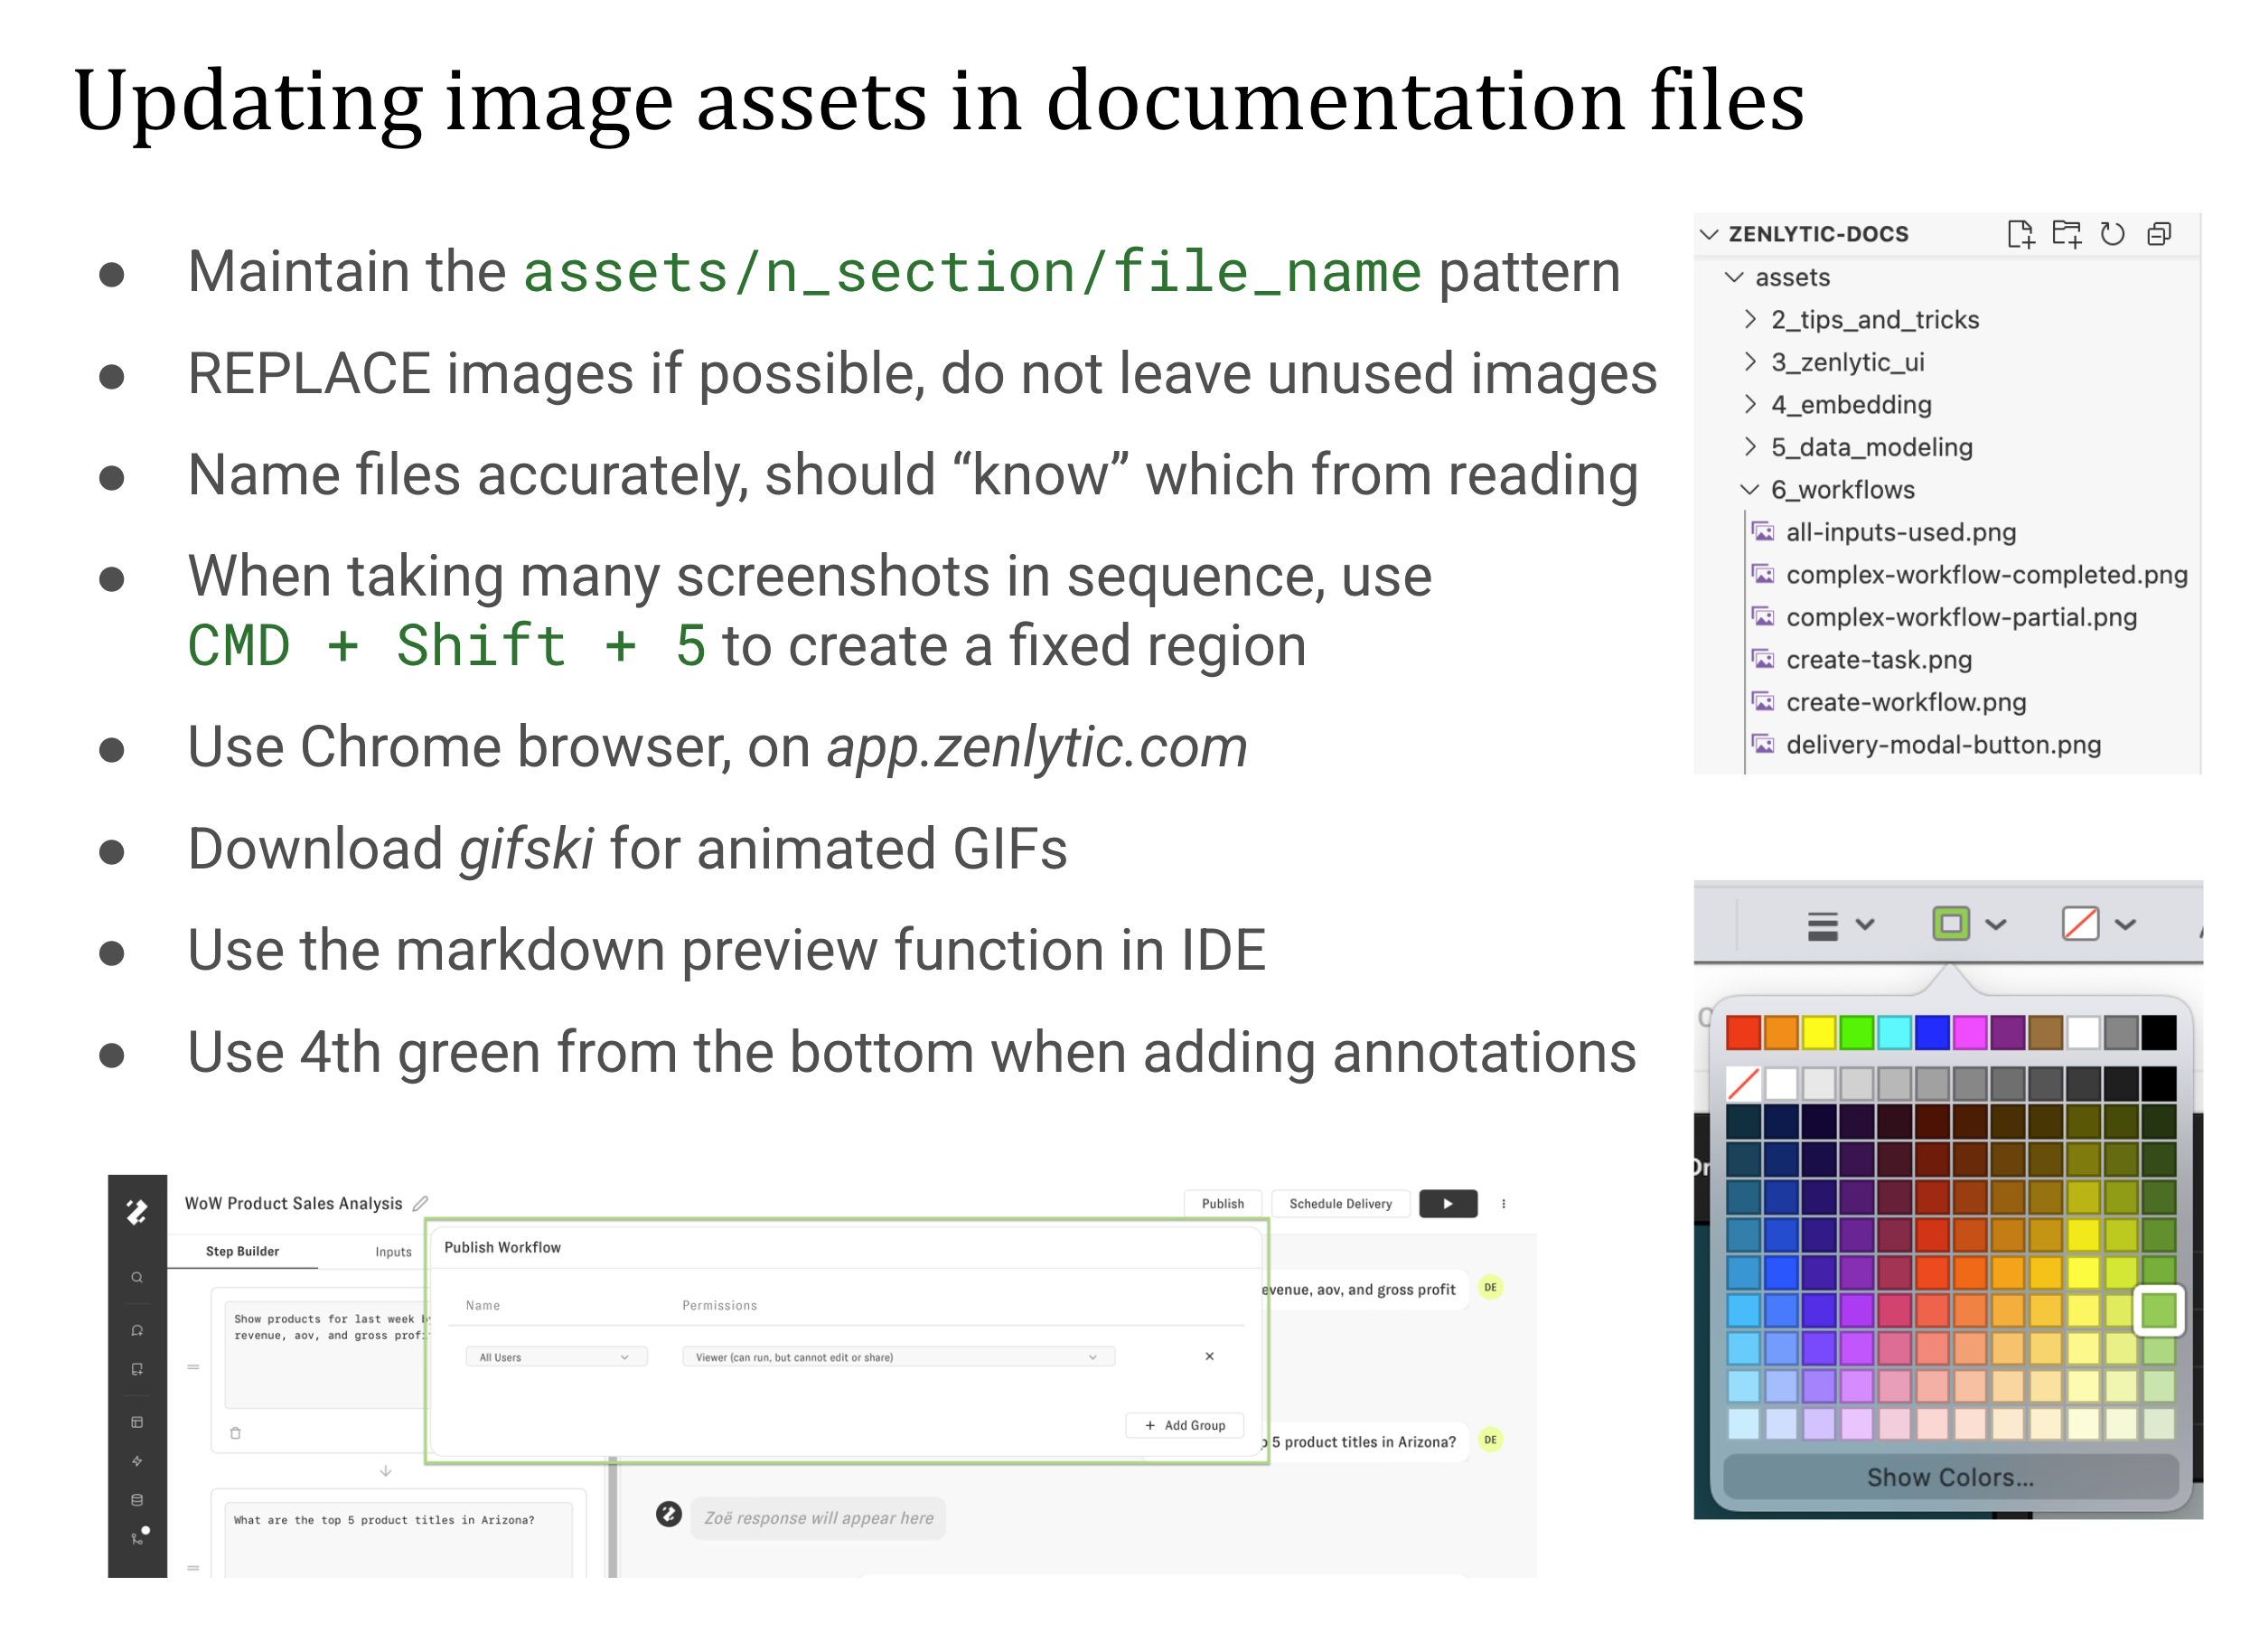 Updating image assets in documentation files
● Maintain the assets/n_section/file_name pattern
● REPLACE images if possible, do not leave unused images
● Name files accurately, should “know” which from reading
● When taking many screenshots in sequence, use
CMD + Shift + 5 to create a fixed region
● Use Chrome browser, on app.zenlytic.com
● Download gifski for animated GIFs
● Use the markdown preview function in IDE
● Use 4th green from the bottom when adding annotations
ZENLYTIC-DOCS
assets
2_tips_and_tricks
3_zenlytic_ui
4_embedding
5_data_modeling
6_workflows
all-inputs-used.png
complex-workflow-completed.png
complex-workflow-partial.png
create-task.png
create-workflow.png
delivery-modal-button.png
Show Colors...
WoW Product Sales Analysis
Publish
Schedule Delivery
Step Builder
Inputs
Publish Workflow
Name
Permissions
All Users
Viewer (can run, but cannot edit or share)
+ Add Group
Show products for last week
revenue, aov, and gross
What are the top 5 product titles in Arizona?
aov, and gross profit
DE
5 product titles in Arizona?
DE
Zoë response will appear here